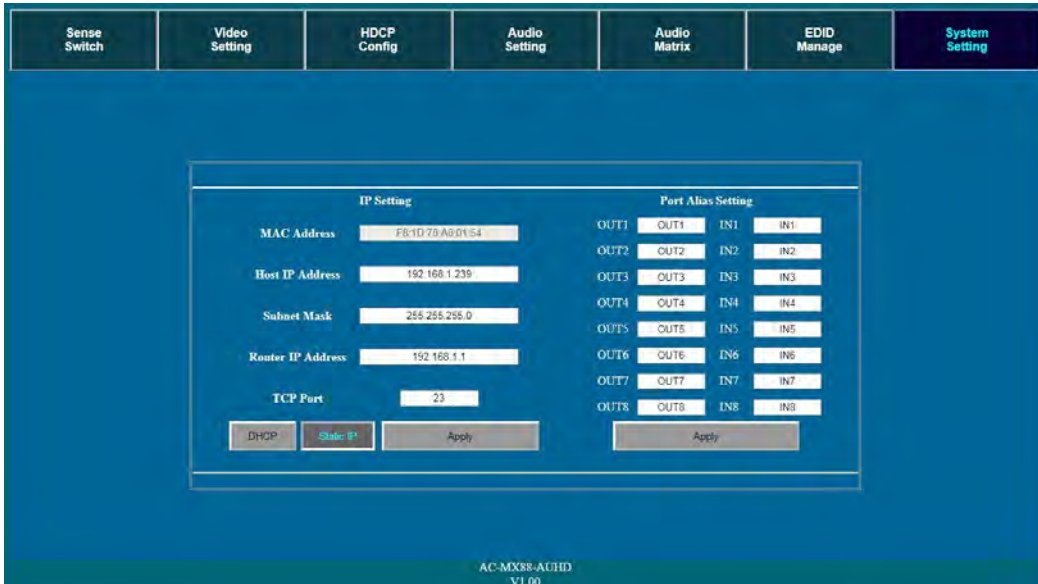 Sense Switch Video Setting HDCP Config Audio Setting Audio Matrix EDID Manage System Setting
IP Setting
MAC Address F8:1D:78:A0:01:54
Host IP Address 192.168.1.239
Subnet Mask 255.255.255.0
Router IP Address 192.168.1.1
TCP Port 23
DHCP Static IP Apply
Port Alias Setting
OUT1 OUT1 IN1 IN1
OUT2 OUT2 IN2 IN2
OUT3 OUT3 IN3 IN3
OUT4 OUT4 IN4 IN4
OUT5 OUT5 IN5 IN5
OUT6 OUT6 IN6 IN6
OUT7 OUT7 IN7 IN7
OUT8 OUT8 IN8 IN8
Apply
AC-MX88-AUHD
V1.00